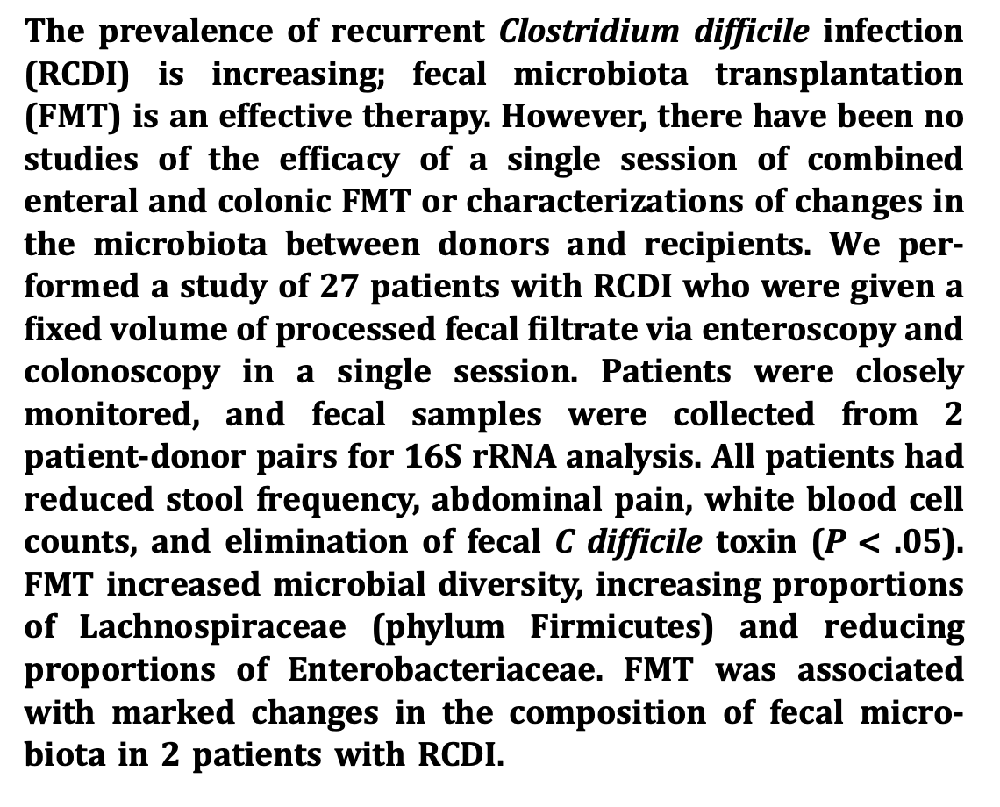 The prevalence of recurrent Clostridium difficile infection
(RCDI) is increasing; fecal microbiota transplantation
(FMT) is an effective therapy. However, there have been no
studies of the efficacy of a single session of combined
enteral and colonic FMT or characterizations of changes in
the microbiota between donors and recipients. We per-
formed a study of 27 patients with RCDI who were given a
fixed volume of processed fecal filtrate via enteroscopy and
colonoscopy in a single session. Patients were closely
monitored, and fecal samples were collected from 2
patient-donor pairs for 16S rRNA analysis. All patients had
reduced stool frequency, abdominal pain, white blood cell
counts, and elimination of fecal C difficile toxin (P < .05).
FMT increased microbial diversity, increasing proportions
of Lachnospiraceae (phylum Firmicutes) and reducing
proportions of Enterobacteriaceae. FMT was associated
with marked changes in the composition of fecal micro-
biota in 2 patients with RCDI.